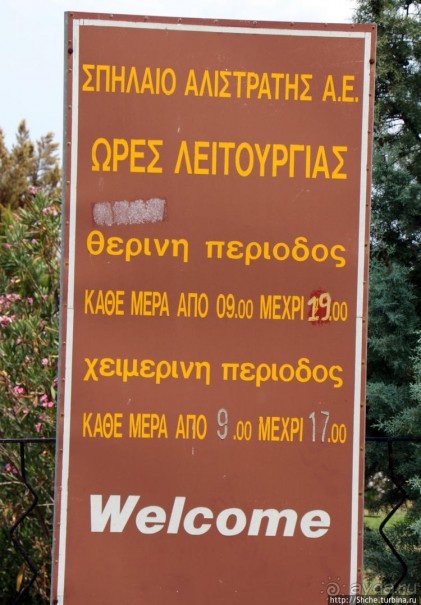 ΣΠΗΛΑΙΟ ΑΛΙΣΤΡΑΤΗΣ Α.Ε.
ΩΡΕΣ ΛΕΙΤΟΥΡΓΙΑΣ
θερινη περιοδος
ΚΑΘΕ ΜΕΡΑ ΑΠΟ 09.00 ΜΕΧΡΙ 19.00
χειμερινη περιοδος
ΚΑΘΕ ΜΕΡΑ ΑΠΟ 9.00 ΜΕΧΡΙ 17.00
Welcome
ayda.ru
http://Shche.turbina.ru